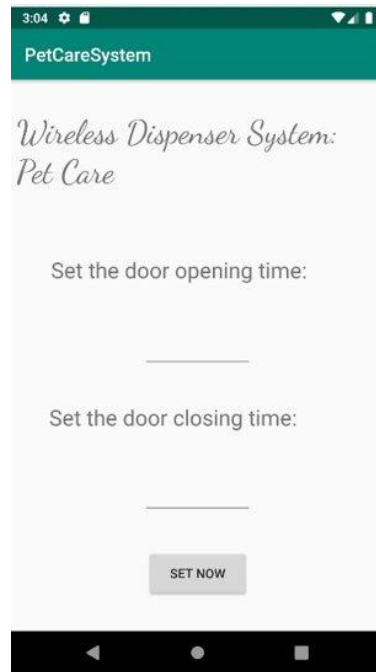 3:04
PetCareSystem
Wireless Dispenser System:
Pet Care
Set the door opening time:
Set the door closing time:
SET NOW